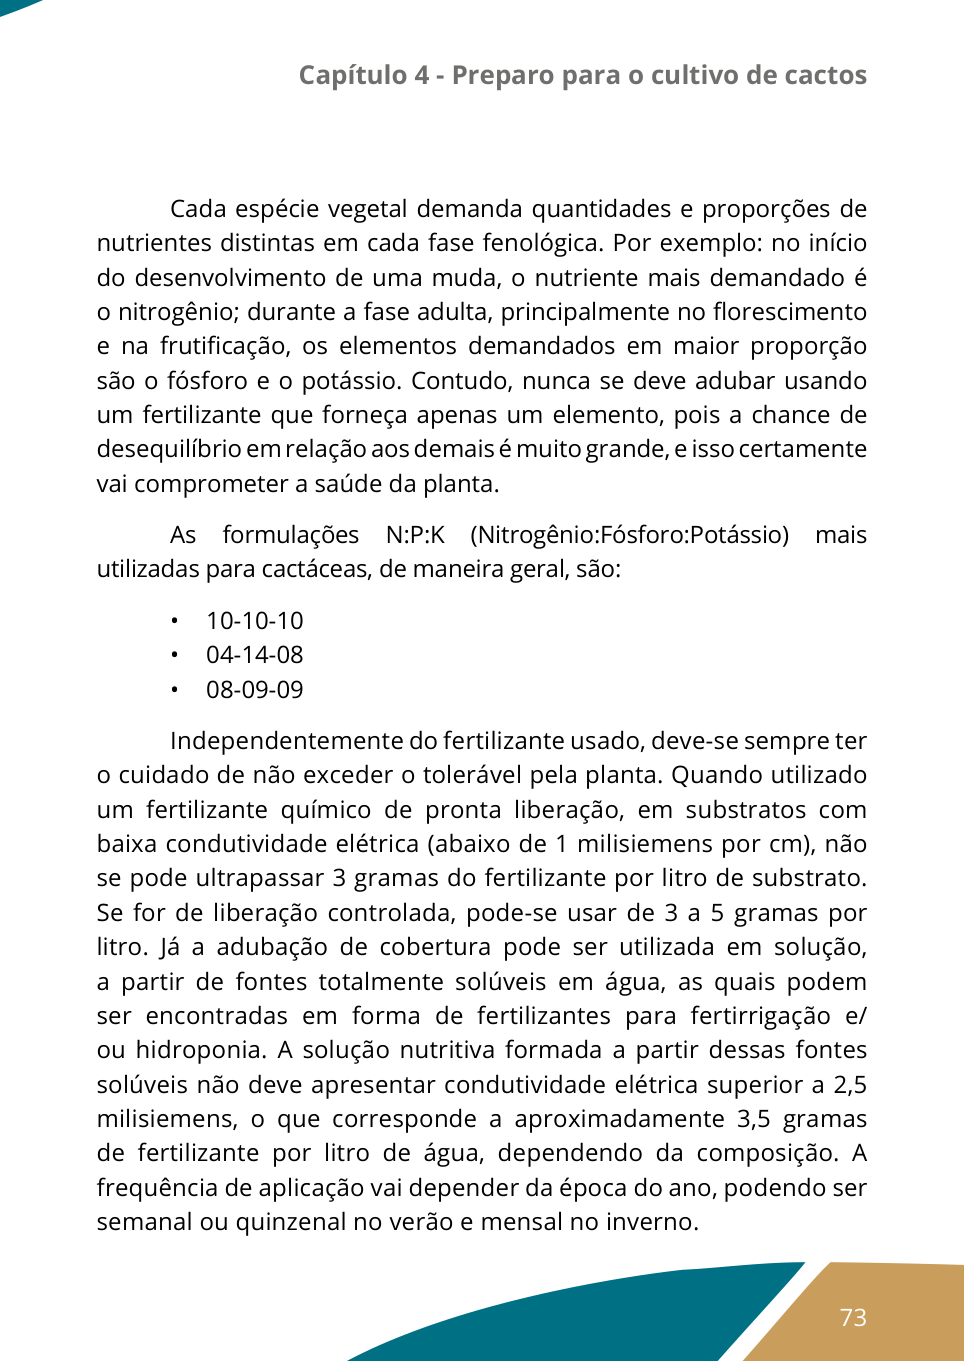 Capítulo 4 - Preparo para o cultivo de cactos
Cada espécie vegetal demanda quantidades e proporções de
nutrientes distintas em cada fase fenológica. Por exemplo: no início
do desenvolvimento de uma muda, o nutriente mais demandado é
o nitrogênio; durante a fase adulta, principalmente no florescimento
e na frutificação, os elementos demandados em maior proporção
são o fósforo e o potássio. Contudo, nunca se deve adubar usando
um fertilizante que forneça apenas um elemento, pois a chance de
desequilíbrio em relação aos demais é muito grande, e isso certamente
vai comprometer a saúde da planta.
As formulações N:P:K (Nitrogênio:Fósforo:Potássio) mais
utilizadas para cactáceas, de maneira geral, são:
• 10-10-10
• 04-14-08
• 08-09-09
Independentemente do fertilizante usado, deve-se sempre ter
o cuidado de não exceder o tolerável pela planta. Quando utilizado
um fertilizante químico de pronta liberação, em substratos com
baixa condutividade elétrica (abaixo de 1 milisiemens por cm), não
se pode ultrapassar 3 gramas do fertilizante por litro de substrato.
Se for de liberação controlada, pode-se usar de 3 a 5 gramas por
litro. Já a adubação de cobertura pode ser utilizada em solução,
a partir de fontes totalmente solúveis em água, as quais podem
ser encontradas em forma de fertilizantes para fertirrigação e/
ou hidroponia. A solução nutritiva formada a partir dessas fontes
solúveis não deve apresentar condutividade elétrica superior a 2,5
milisiemens, o que corresponde a aproximadamente 3,5 gramas
de fertilizante por litro de água, dependendo da composição. A
frequência de aplicação vai depender da época do ano, podendo ser
semanal ou quinzenal no verão e mensal no inverno.
73